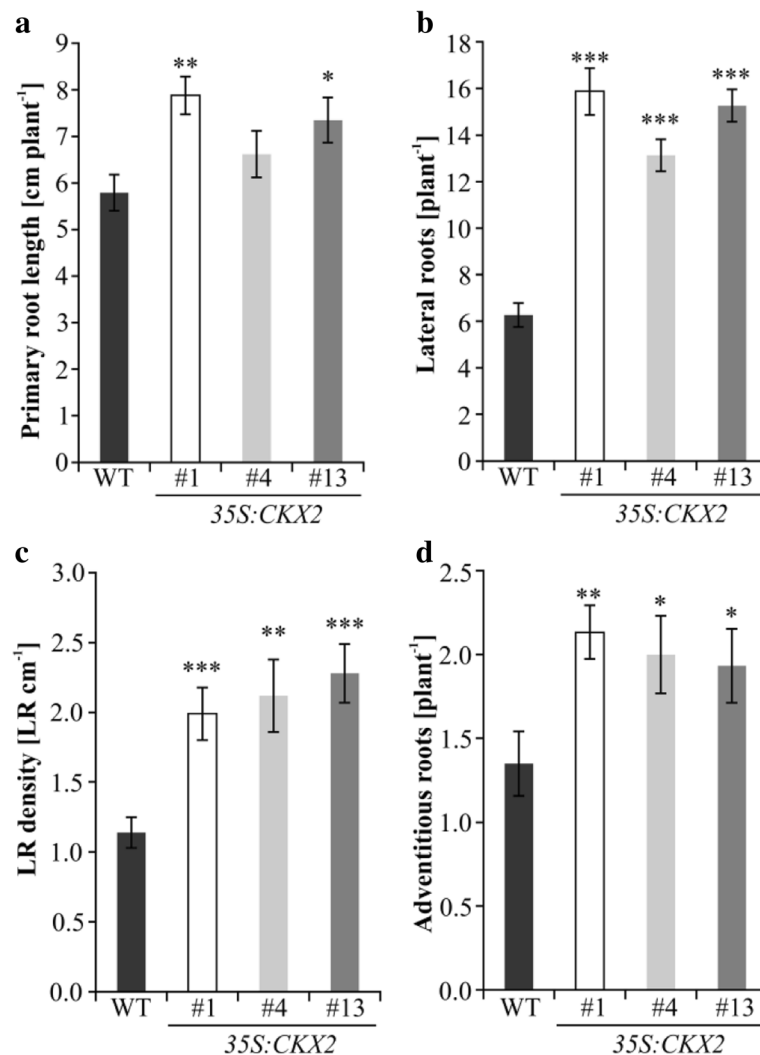 a
Primary root length [cm plant⁻¹]
9
8
7
6
5
4
3
2
1
0
**
*
WT #1 #4 #13
35S:CKX2
b
Lateral roots [plant⁻¹]
18
16
14
12
10
8
6
4
2
0
***
***
***
WT #1 #4 #13
35S:CKX2
c
LR density [LR cm⁻¹]
3.0
2.5
2.0
1.5
1.0
0.5
0.0
***
**
***
WT #1 #4 #13
35S:CKX2
d
Adventitious roots [plant⁻¹]
2.5
2.0
1.5
1.0
0.5
0.0
**
*
*
WT #1 #4 #13
35S:CKX2